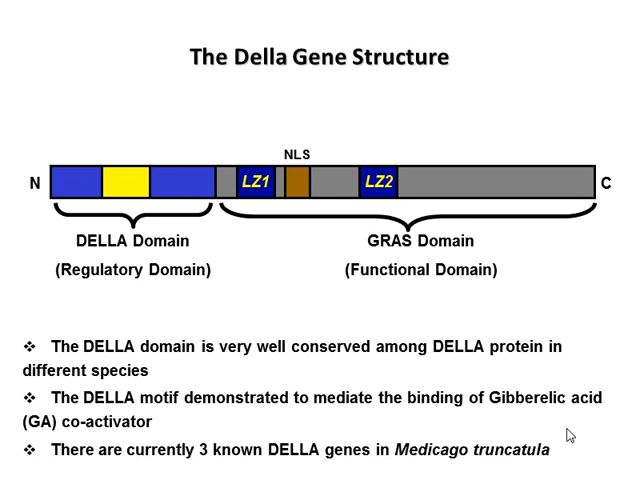 The Della Gene Structure
NLS
N LZ1 LZ2 C
DELLA Domain GRAS Domain
(Regulatory Domain) (Functional Domain)
❖ The DELLA domain is very well conserved among DELLA protein in
different species
❖ The DELLA motif demonstrated to mediate the binding of Gibberelic acid
(GA) co-activator
❖ There are currently 3 known DELLA genes in Medicago truncatula